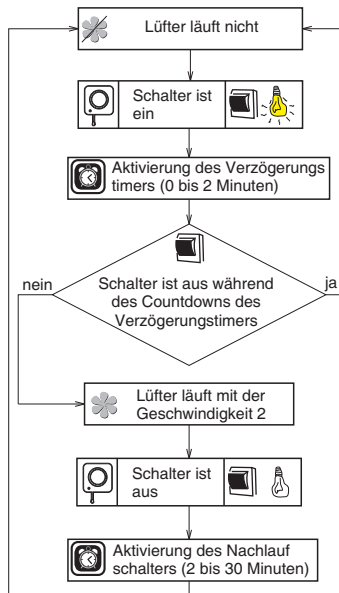 Lüfter läuft nicht
Schalter ist
ein
Aktivierung des Verzögerungs
timers (0 bis 2 Minuten)
nein
ja
Schalter ist aus während
des Countdowns des
Verzögerungstimers
Lüfter läuft mit der
Geschwindigkeit 2
Schalter ist
aus
Aktivierung des Nachlauf
schalters (2 bis 30 Minuten)